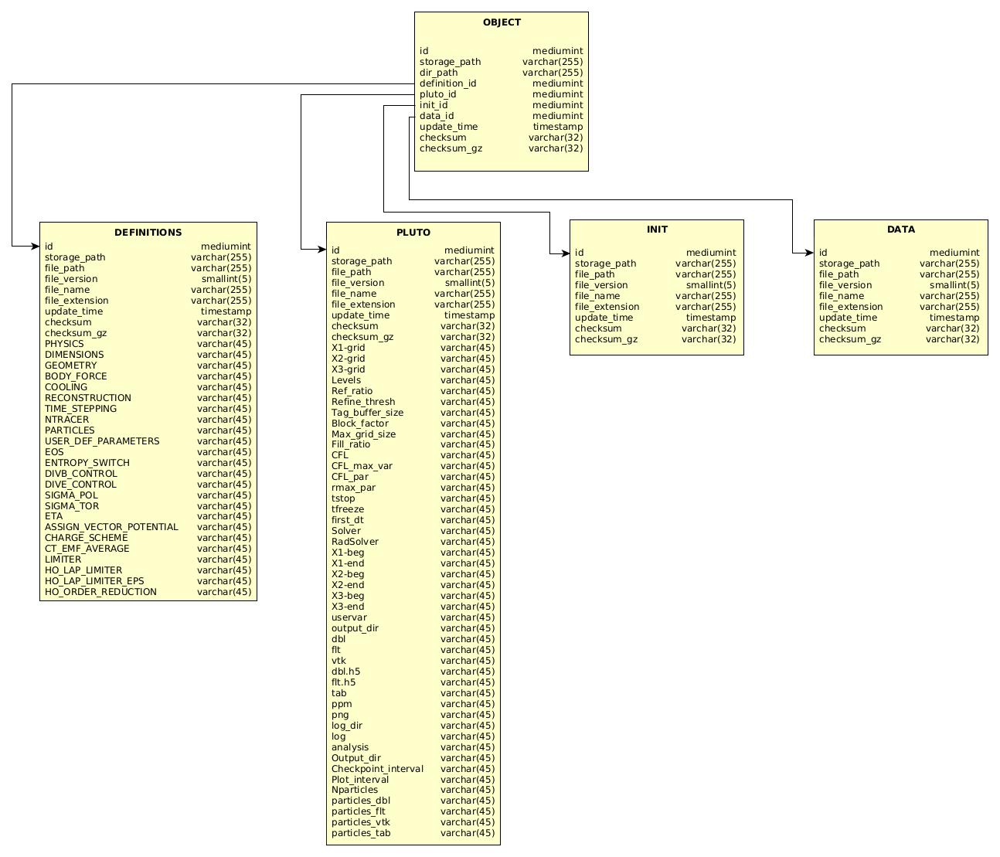 OBJECT
id mediumint
storage_path varchar(255)
dir_path varchar(255)
definition_id mediumint
pluto_id mediumint
init_id mediumint
data_id mediumint
update_time timestamp
checksum varchar(32)
checksum_gz varchar(32)
DEFINITIONS
id mediumint
storage_path varchar(255)
file_path varchar(255)
file_version smallint(5)
file_name varchar(255)
file_extension varchar(255)
update_time timestamp
checksum varchar(32)
checksum_gz varchar(32)
PHYSICS varchar(45)
DIMENSIONS varchar(45)
GEOMETRY varchar(45)
BODY_FORCE varchar(45)
COOLING varchar(45)
RECONSTRUCTION varchar(45)
TIME_STEPPING varchar(45)
NTRACER varchar(45)
PARTICLES varchar(45)
USER_DEF_PARAMETERS varchar(45)
EOS varchar(45)
ENTROPY_SWITCH varchar(45)
DIVB_CONTROL varchar(45)
DIVE_CONTROL varchar(45)
SIGMA_POL varchar(45)
SIGMA_TOR varchar(45)
ETA varchar(45)
ASSIGN_VECTOR_POTENTIAL varchar(45)
CHARGE_SCHEME varchar(45)
CT_EMF_AVERAGE varchar(45)
LIMITER varchar(45)
HO_LAP_LIMITER varchar(45)
HO_LAP_LIMITER_EPS varchar(45)
HO_ORDER_REDUCTION varchar(45)
PLUTO
id mediumint
storage_path varchar(255)
file_path varchar(255)
file_version smallint(5)
file_name varchar(255)
file_extension varchar(255)
update_time timestamp
checksum varchar(32)
checksum_gz varchar(32)
X1-grid varchar(45)
X2-grid varchar(45)
X3-grid varchar(45)
Levels varchar(45)
Ref_ratio varchar(45)
Refine_thresh varchar(45)
Tag_buffer_size varchar(45)
Block_factor varchar(45)
Max_grid_size varchar(45)
Fill_ratio varchar(45)
CFL varchar(45)
CFL_max_var varchar(45)
CFL_par varchar(45)
rmax_par varchar(45)
tstop varchar(45)
tfreeze varchar(45)
first_dt varchar(45)
Solver varchar(45)
RadSolver varchar(45)
X1-beg varchar(45)
X1-end varchar(45)
X2-beg varchar(45)
X2-end varchar(45)
X3-beg varchar(45)
X3-end varchar(45)
uservar varchar(45)
output_dir varchar(45)
dbl varchar(45)
flt varchar(45)
vtk varchar(45)
dbl.h5 varchar(45)
flt.h5 varchar(45)
tab varchar(45)
ppm varchar(45)
png varchar(45)
log_dir varchar(45)
log varchar(45)
analysis varchar(45)
Output_dir varchar(45)
Checkpoint_interval varchar(45)
Plot_interval varchar(45)
Nparticles varchar(45)
particles_dbl varchar(45)
particles_flt varchar(45)
particles_vtk varchar(45)
particles_tab varchar(45)
INIT
id mediumint
storage_path varchar(255)
file_path varchar(255)
file_version smallint(5)
file_name varchar(255)
file_extension varchar(255)
update_time timestamp
checksum varchar(32)
checksum_gz varchar(32)
DATA
id mediumint
storage_path varchar(255)
file_path varchar(255)
file_version smallint(5)
file_name varchar(255)
file_extension varchar(255)
update_time timestamp
checksum varchar(32)
checksum_gz varchar(32)